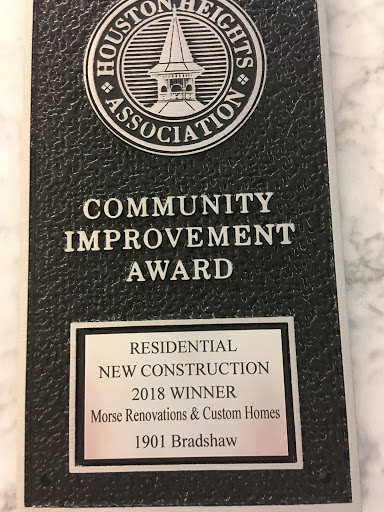 HOUSTON HEIGHTS
ASSOCIATION
COMMUNITY
IMPROVEMENT
AWARD
RESIDENTIAL
NEW CONSTRUCTION
2018 WINNER
Morse Renovations & Custom Homes
1901 Bradshaw